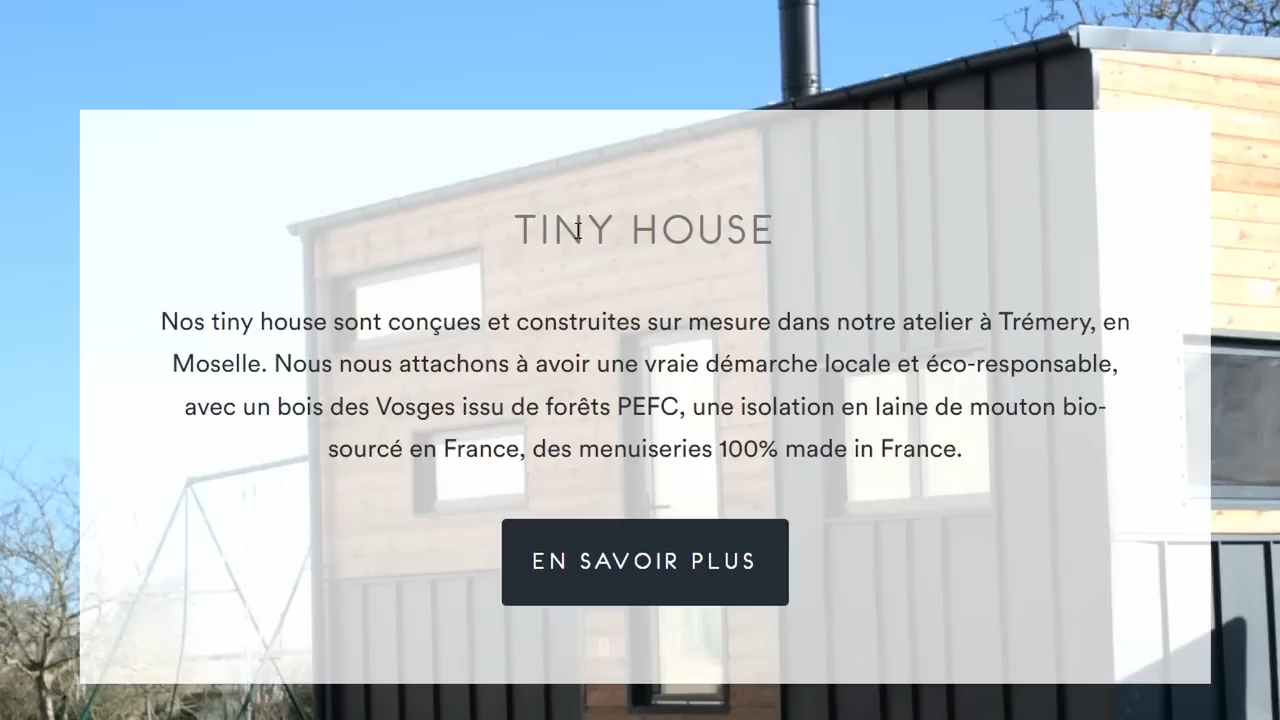 TINY HOUSE
Nos tiny house sont conçues et construites sur mesure dans notre atelier à Trémery, en
Moselle. Nous nous attachons à avoir une vraie démarche locale et éco-responsable,
avec un bois des Vosges issu de forêts PEFC, une isolation en laine de mouton bio-
sourcé en France, des menuiseries 100% made in France.
EN SAVOIR PLUS